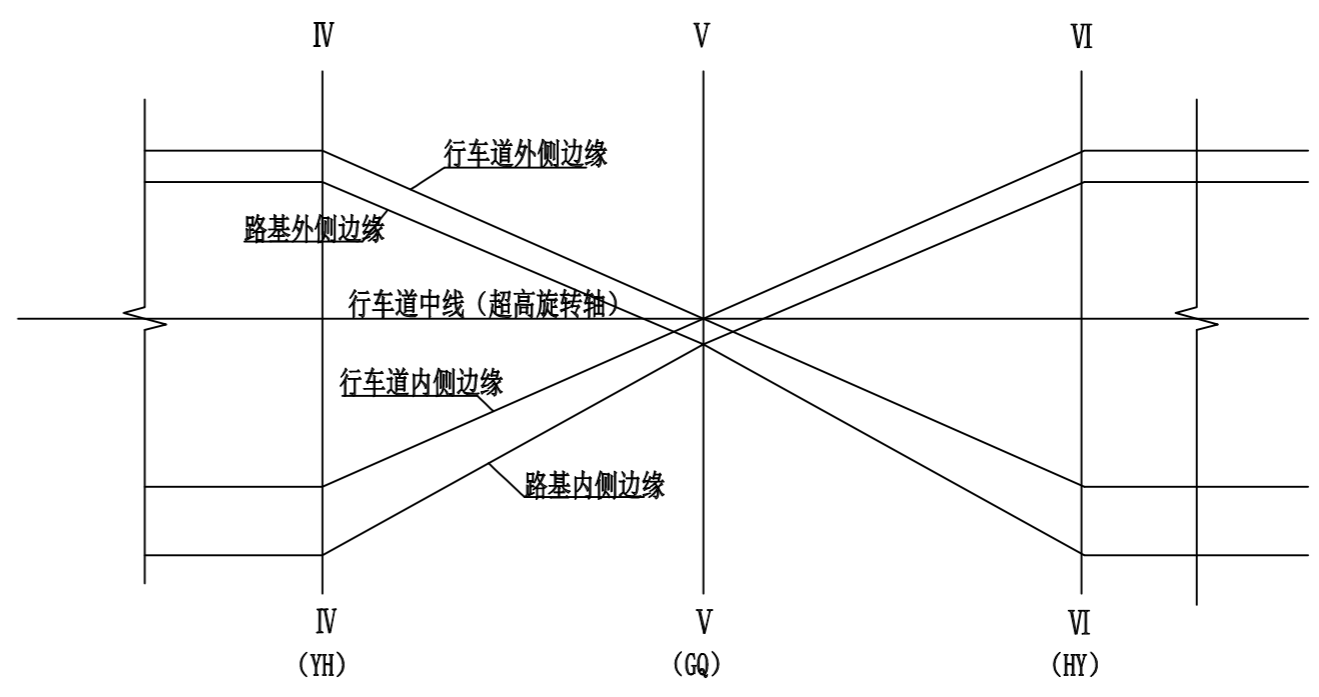 Ⅳ
Ⅴ
Ⅵ
行车道外侧边缘
路基外侧边缘
行车道中线（超高旋转轴）
行车道内侧边缘
路基内侧边缘
Ⅳ
Ⅴ
Ⅵ
(YH)
(GQ)
(HY)